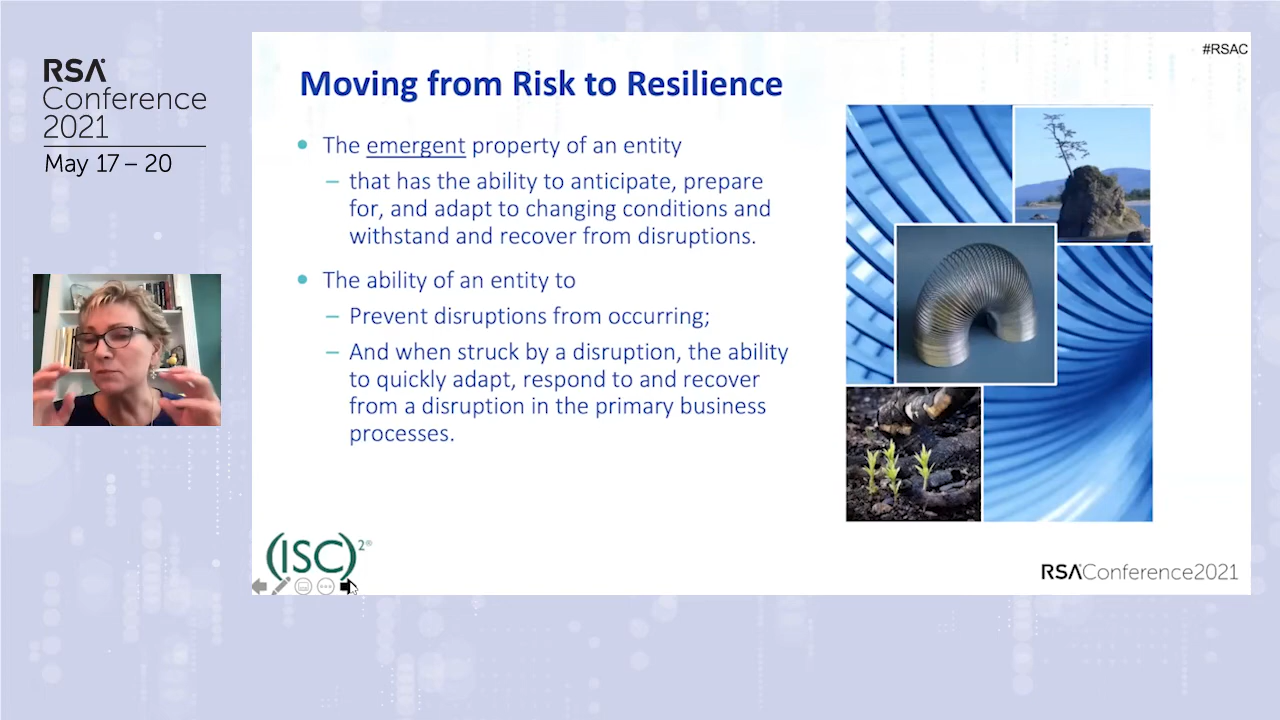 RSA
Conference
2021
May 17 – 20
#RSAC
Moving from Risk to Resilience
• The emergent property of an entity
– that has the ability to anticipate, prepare
for, and adapt to changing conditions and
withstand and recover from disruptions.
• The ability of an entity to
– Prevent disruptions from occurring;
– And when struck by a disruption, the ability
to quickly adapt, respond to and recover
from a disruption in the primary business
processes.
(ISC)²®
RSAConference2021